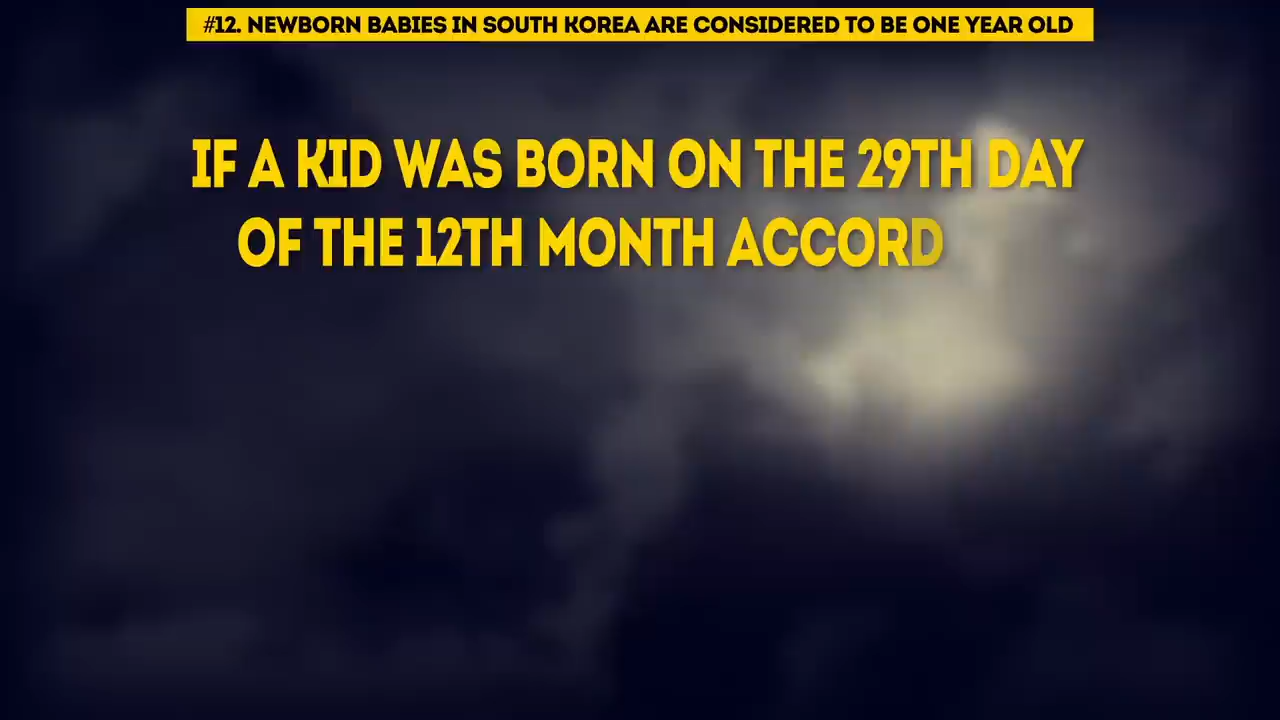 #12. NEWBORN BABIES IN SOUTH KOREA ARE CONSIDERED TO BE ONE YEAR OLD
IF A KID WAS BORN ON THE 29TH DAY
OF THE 12TH MONTH ACCORD